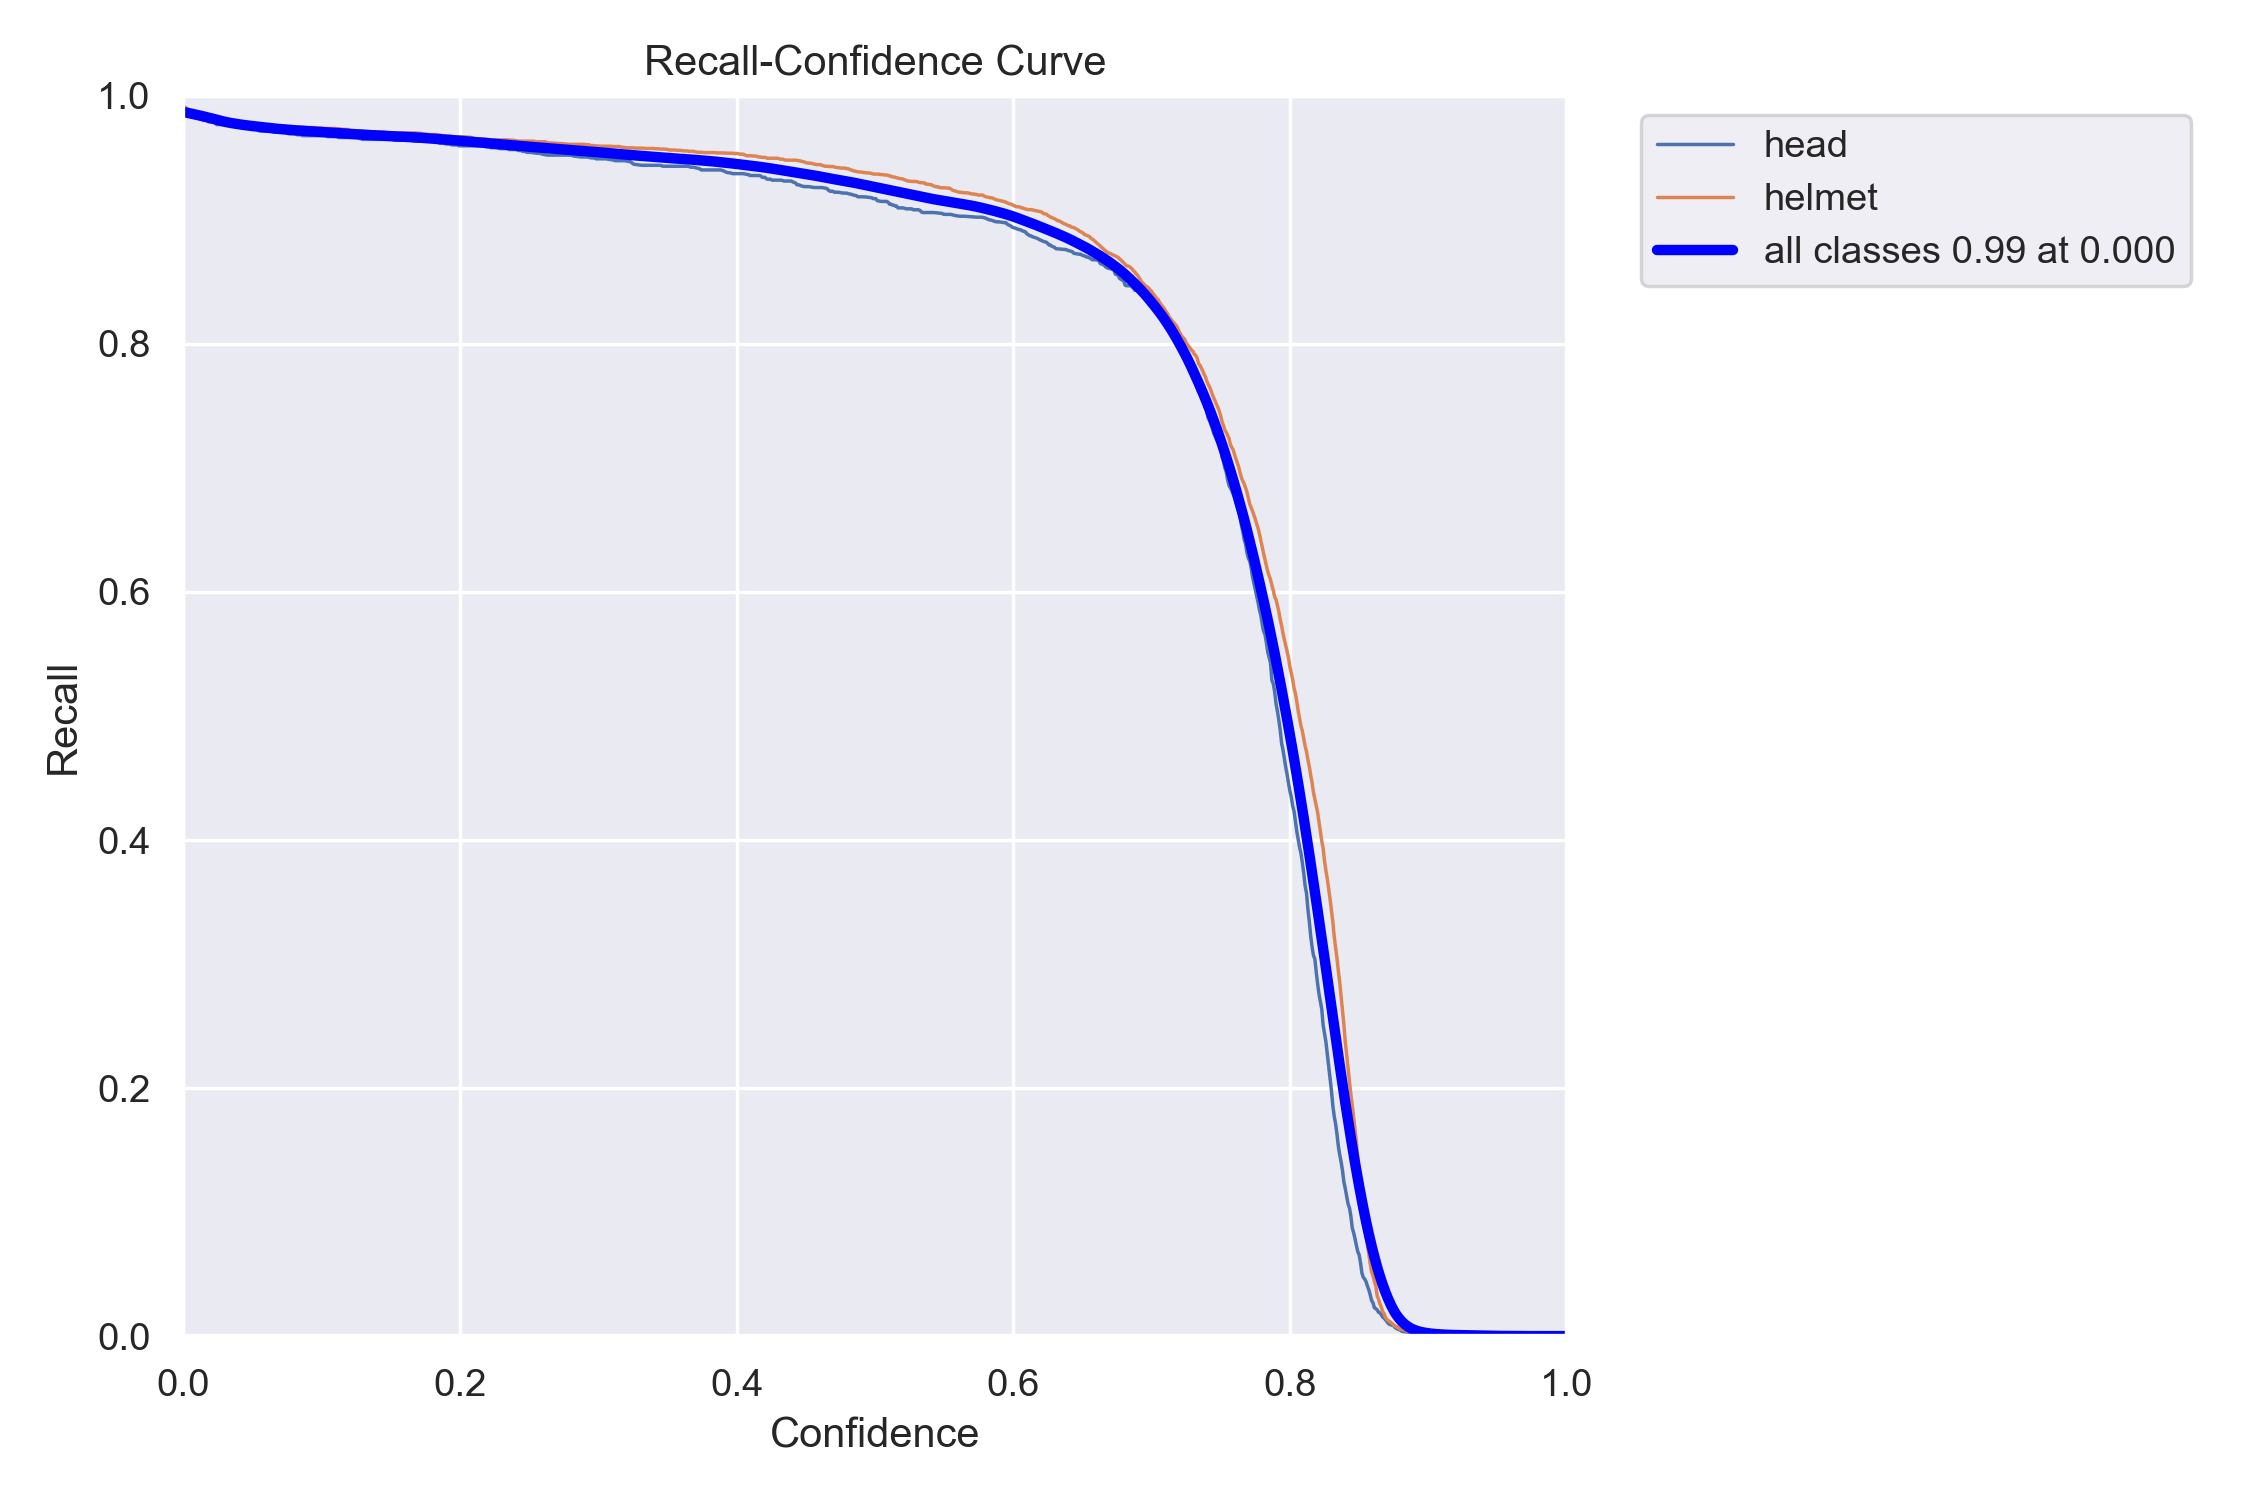 Recall-Confidence Curve
1.0
0.8
0.6
0.4
0.2
0.0
Recall
0.0 0.2 0.4 0.6 0.8 1.0
Confidence
head
helmet
all classes 0.99 at 0.000